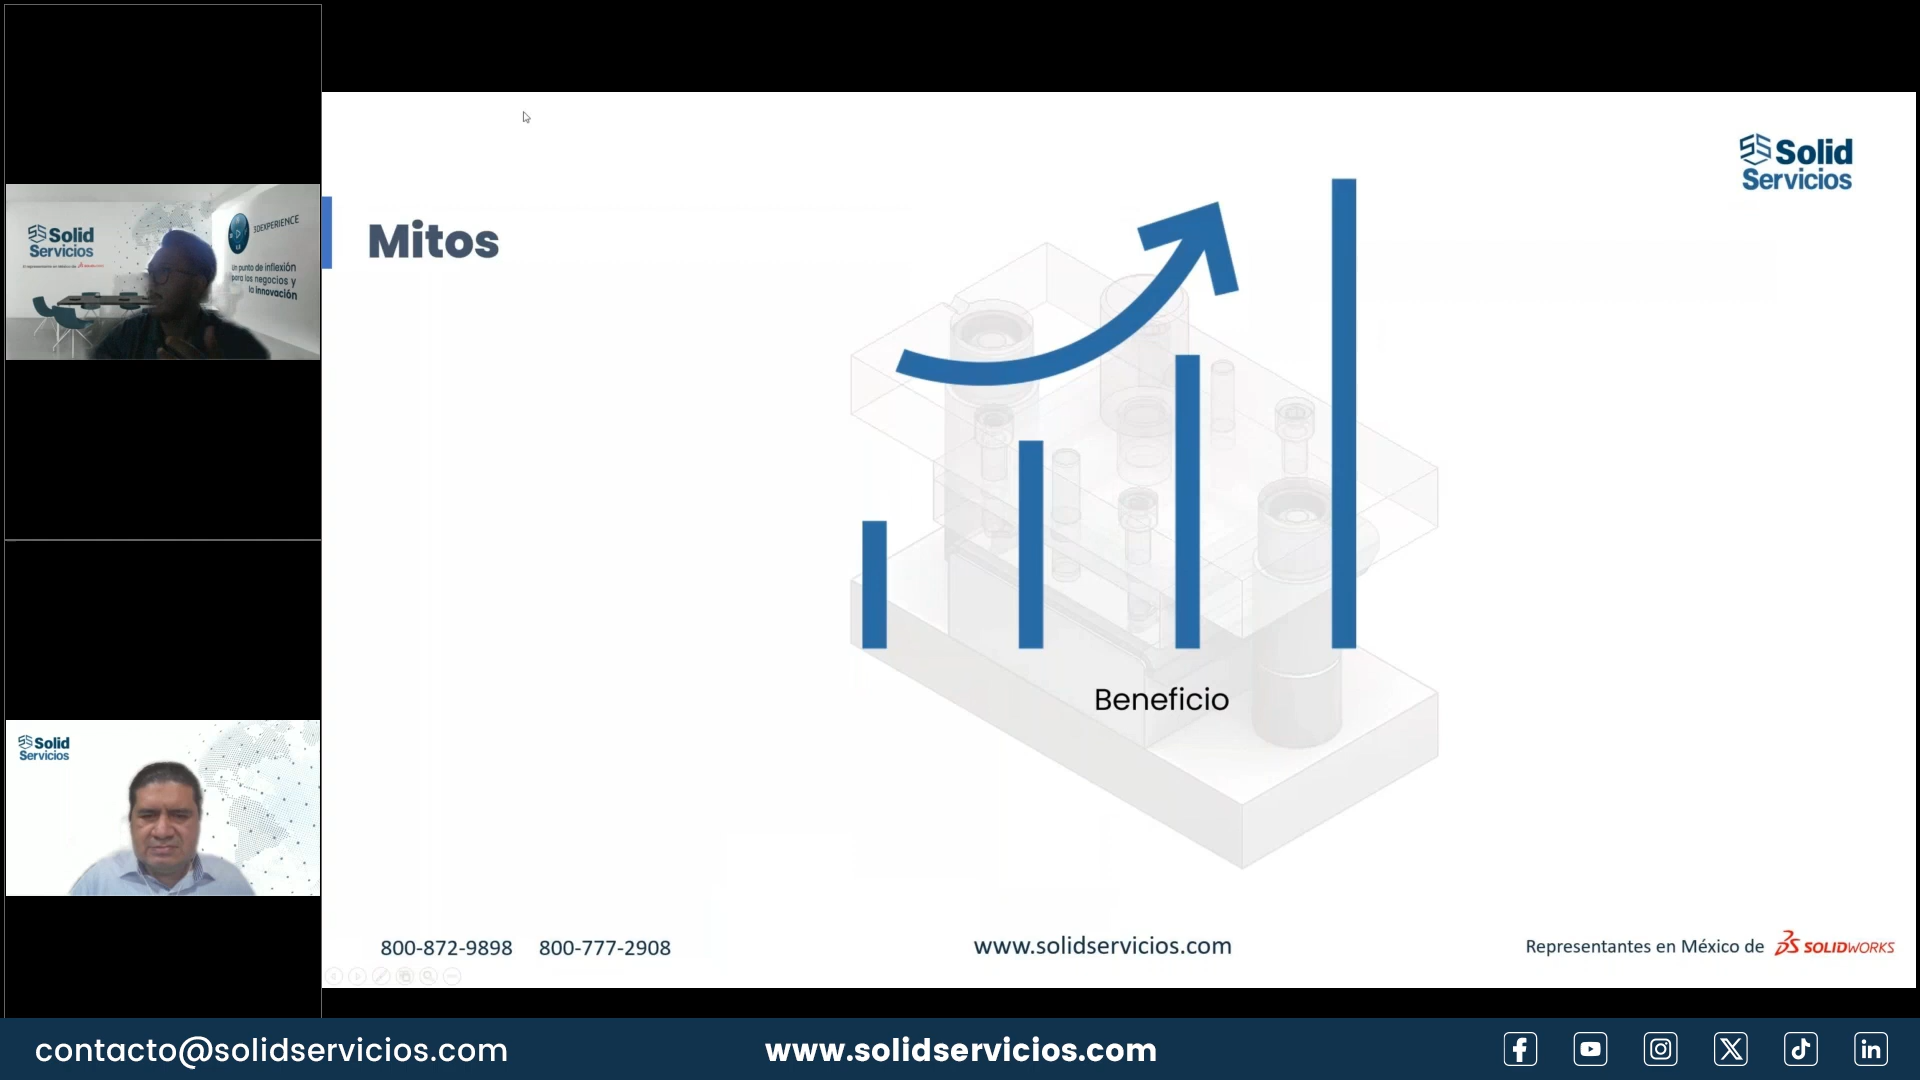 Solid
Servicios
3DEXPERIENCE
Un punto de inflexión
para los negocios y
la innovación
Solid
Servicios
Mitos
Solid
Servicios
Beneficio
800-872-9898 800-777-2908
www.solidservicios.com
Representantes en México de SOLIDWORKS
contacto@solidservicios.com
www.solidservicios.com